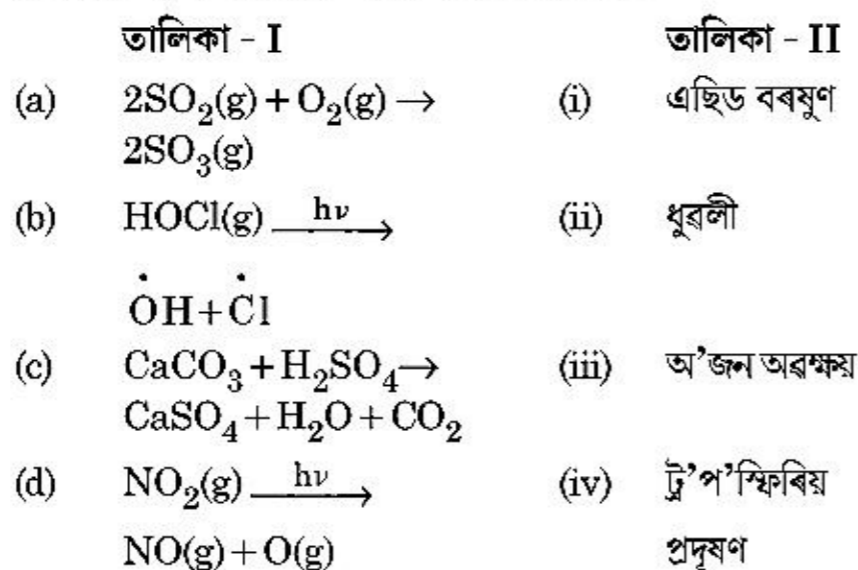 তালিকা - I তালিকা - II
(a) 2SO₂(g) + O₂(g) → (i) এছিড বৰষুণ
2SO₃(g)
(b) HOCl(g) —hν→ (ii) ধুৱলী
ȮH + Ċl
(c) CaCO₃ + H₂SO₄→ (iii) অ’জন অৱক্ষয়
CaSO₄ + H₂O + CO₂
(d) NO₂(g) —hν→ (iv) ট্ৰ’প’স্ফিৰিয়
NO(g) + O(g) প্ৰদূষণ